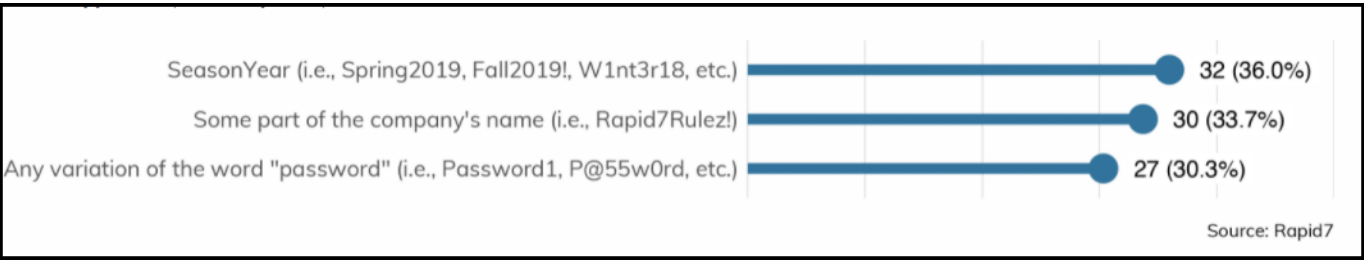 SeasonYear (i.e., Spring2019, Fall2019!, W1nt3r18, etc.) 32 (36.0%)
Some part of the company's name (i.e., Rapid7Rulez!) 30 (33.7%)
Any variation of the word "password" (i.e., Password1, P@55w0rd, etc.) 27 (30.3%)
Source: Rapid7